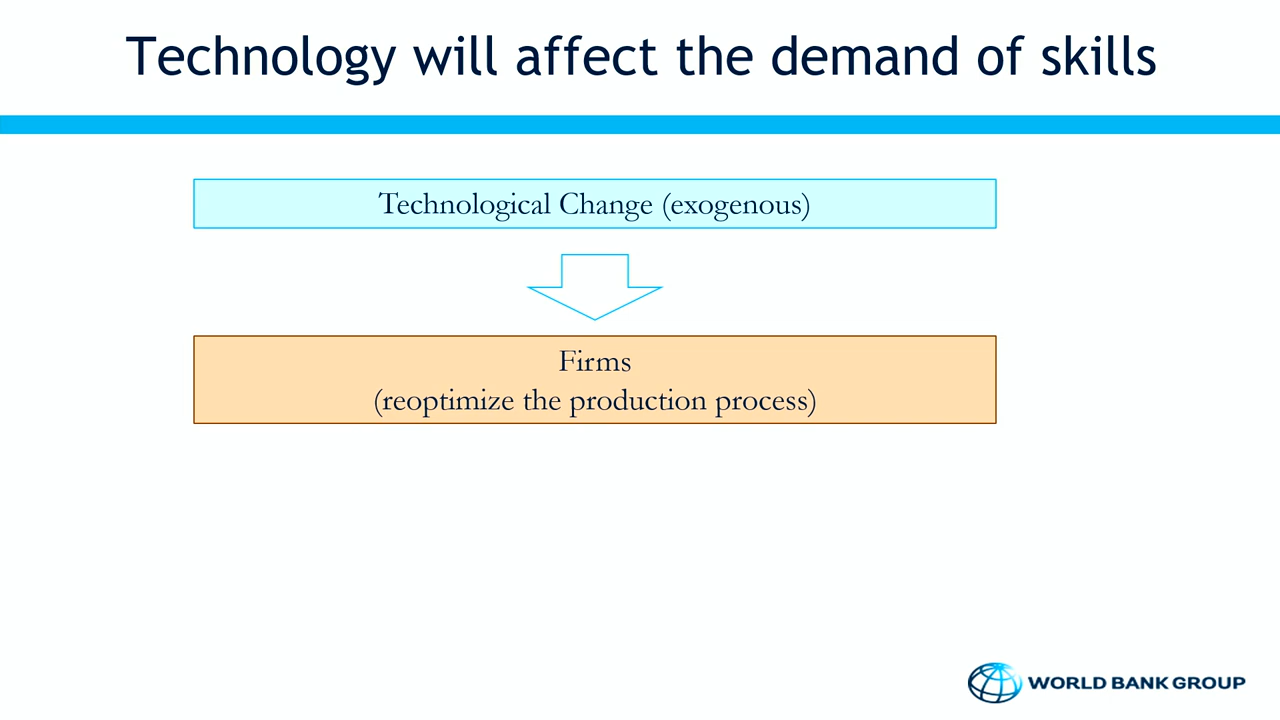 Technology will affect the demand of skills
Technological Change (exogenous)
Firms
(reoptimize the production process)
WORLD BANK GROUP